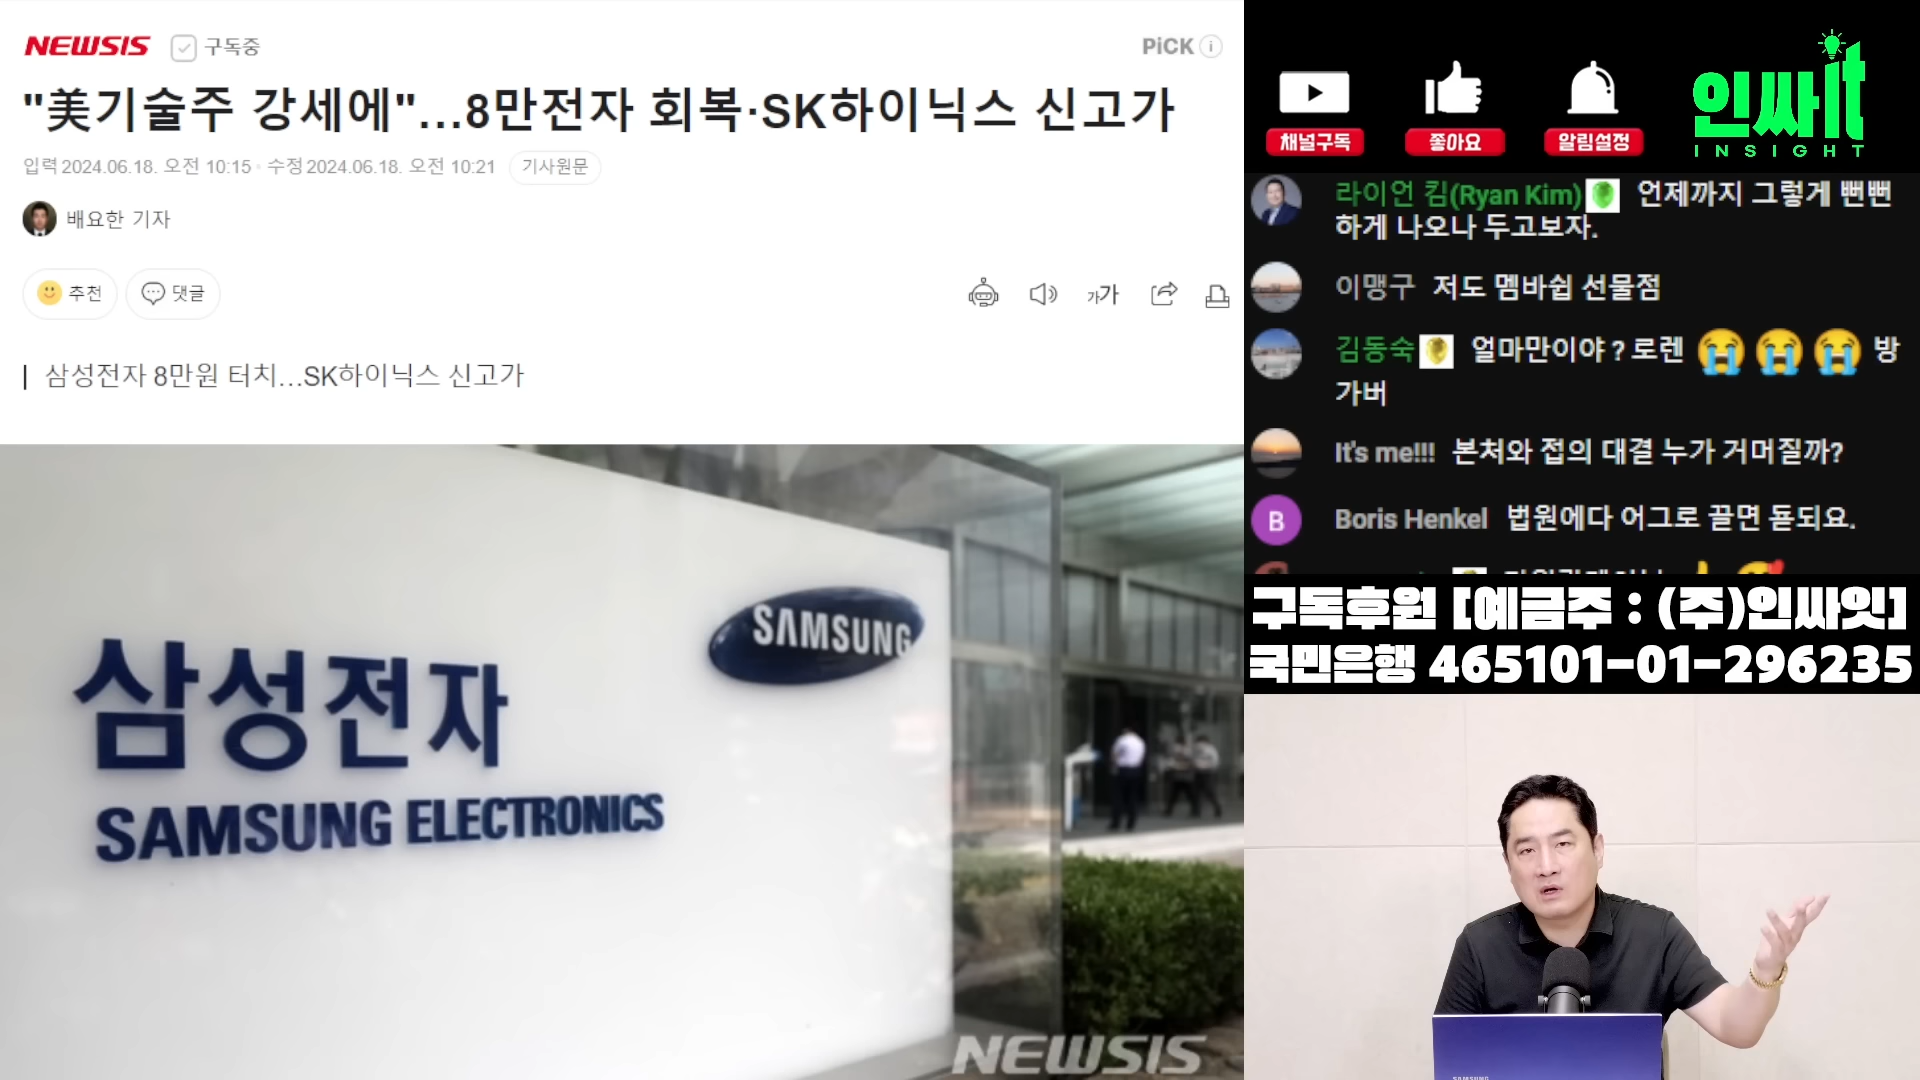 NEWSIS 구독중
PiCK i
"美기술주 강세에"…8만전자 회복·SK하이닉스 신고가
입력 2024.06.18. 오전 10:15 · 수정 2024.06.18. 오전 10:21 기사원문
배요한 기자
추천 댓글
가가
삼성전자 8만원 터치…SK하이닉스 신고가
삼성전자
SAMSUNG ELECTRONICS
SAMSUNG
NEWSIS
채널구독 좋아요 알림설정
인싸it
INSIGHT
라이언 킴(Ryan Kim) 언제까지 그렇게 뻔뻔
하게 나오나 두고보자.
이맹구 저도 멤바쉽 선물점
김동숙 얼마만이야 ? 로렌 😭😭😭 방
가버
It's me!!! 본처와 접의 대결 누가 거머질까?
B Boris Henkel 법원에다 어그로 끌면 돋되요.
구독후원 [예금주 : (주)인싸잇]
국민은행 465101-01-296235
SAMSUNG